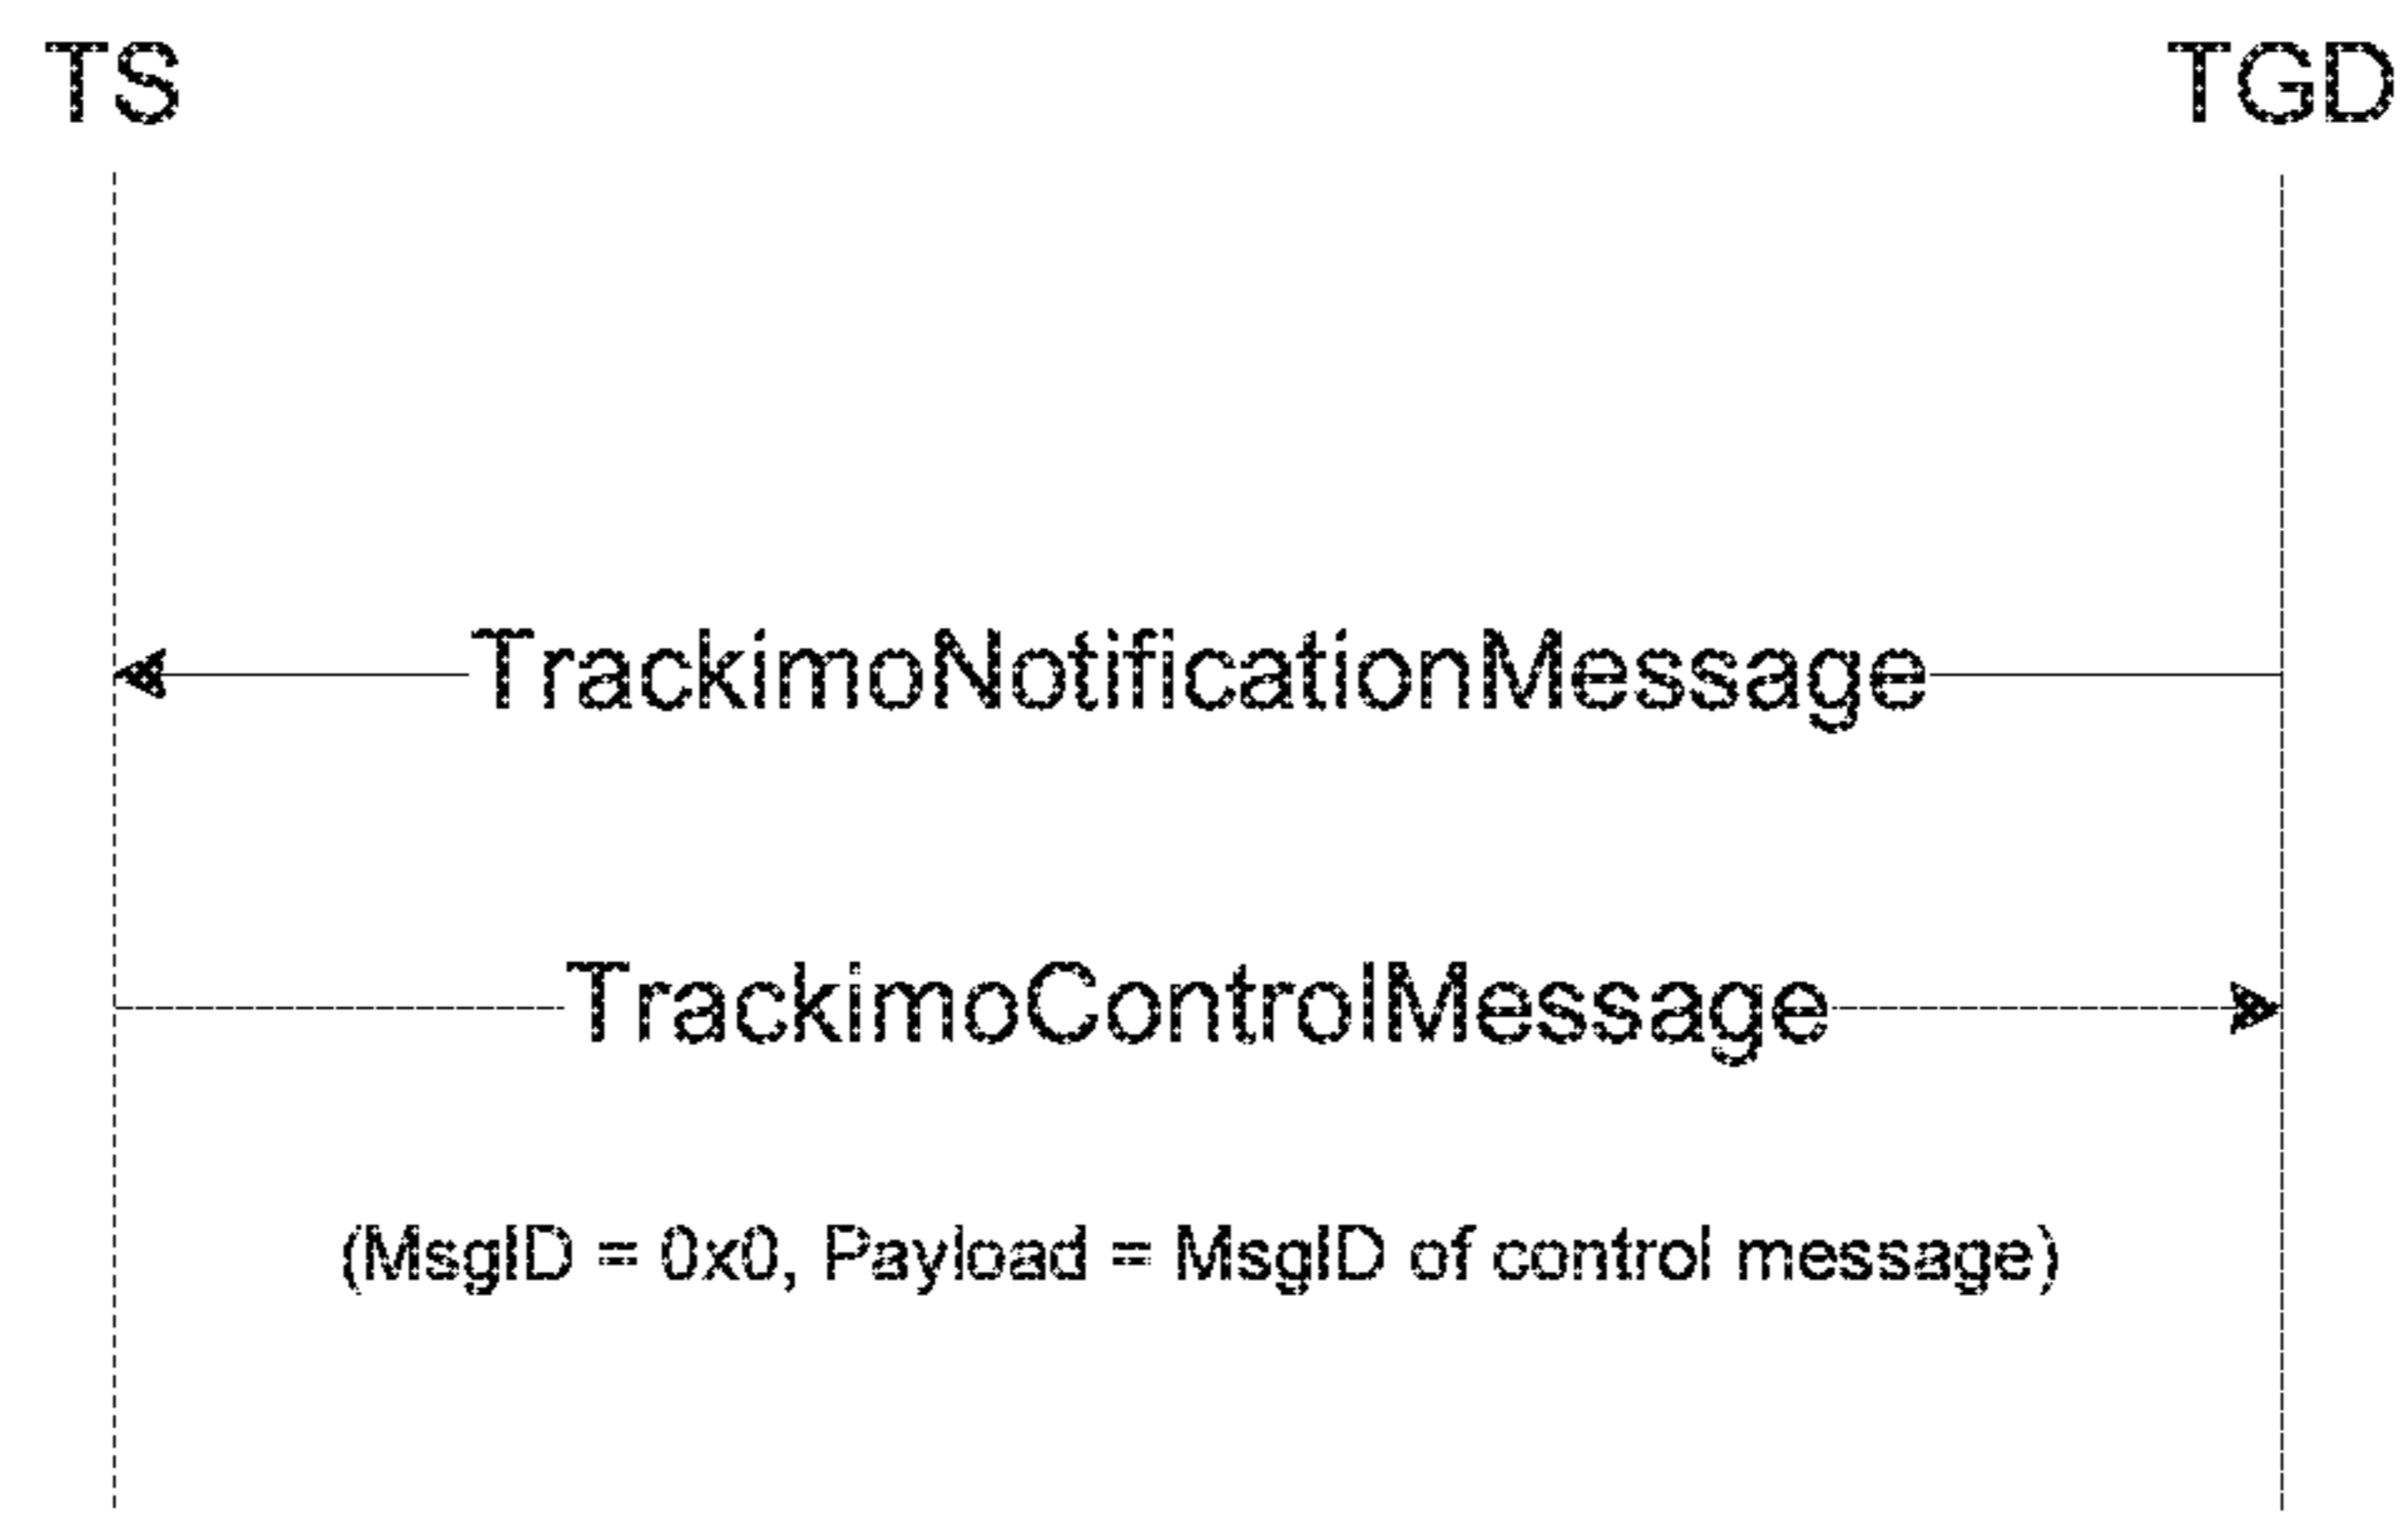 TS TGD
TrackimoNotificationMessage
TrackimoControlMessage
(MsgID = 0x0, Payload = MsgID of control message)